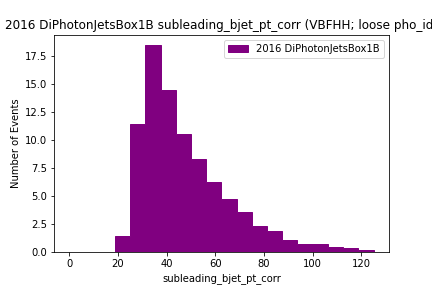 2016 DiPhotonJetsBox1B subleading_bjet_pt_corr (VBFHH; loose pho_id
2016 DiPhotonJetsBox1B
Number of Events
17.5
15.0
12.5
10.0
7.5
5.0
2.5
0.0
0 20 40 60 80 100 120
subleading_bjet_pt_corr